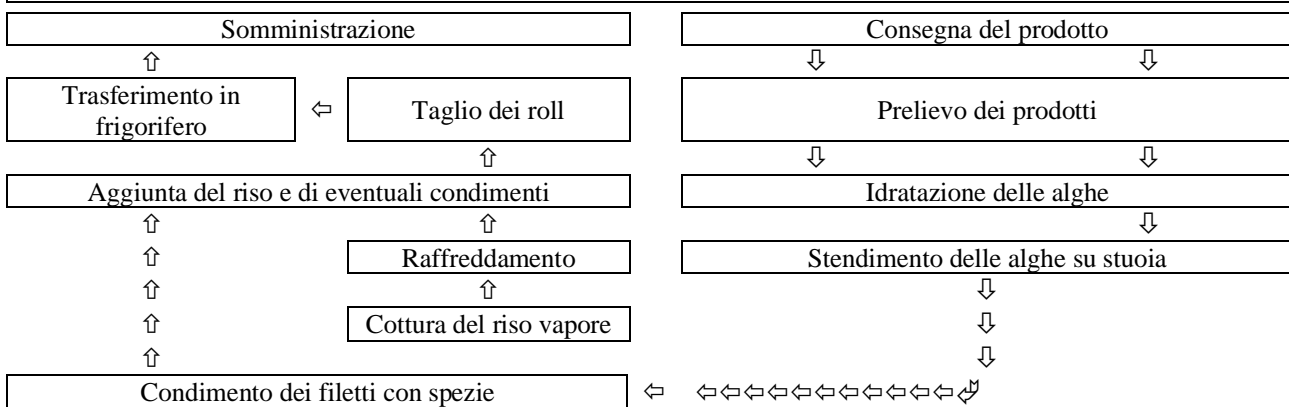 Somministrazione
Consegna del prodotto
Trasferimento in
frigorifero
Taglio dei roll
Prelievo dei prodotti
Aggiunta del riso e di eventuali condimenti
Idratazione delle alghe
Raffreddamento
Stendimento delle alghe su stuoia
Cottura del riso vapore
Condimento dei filetti con spezie